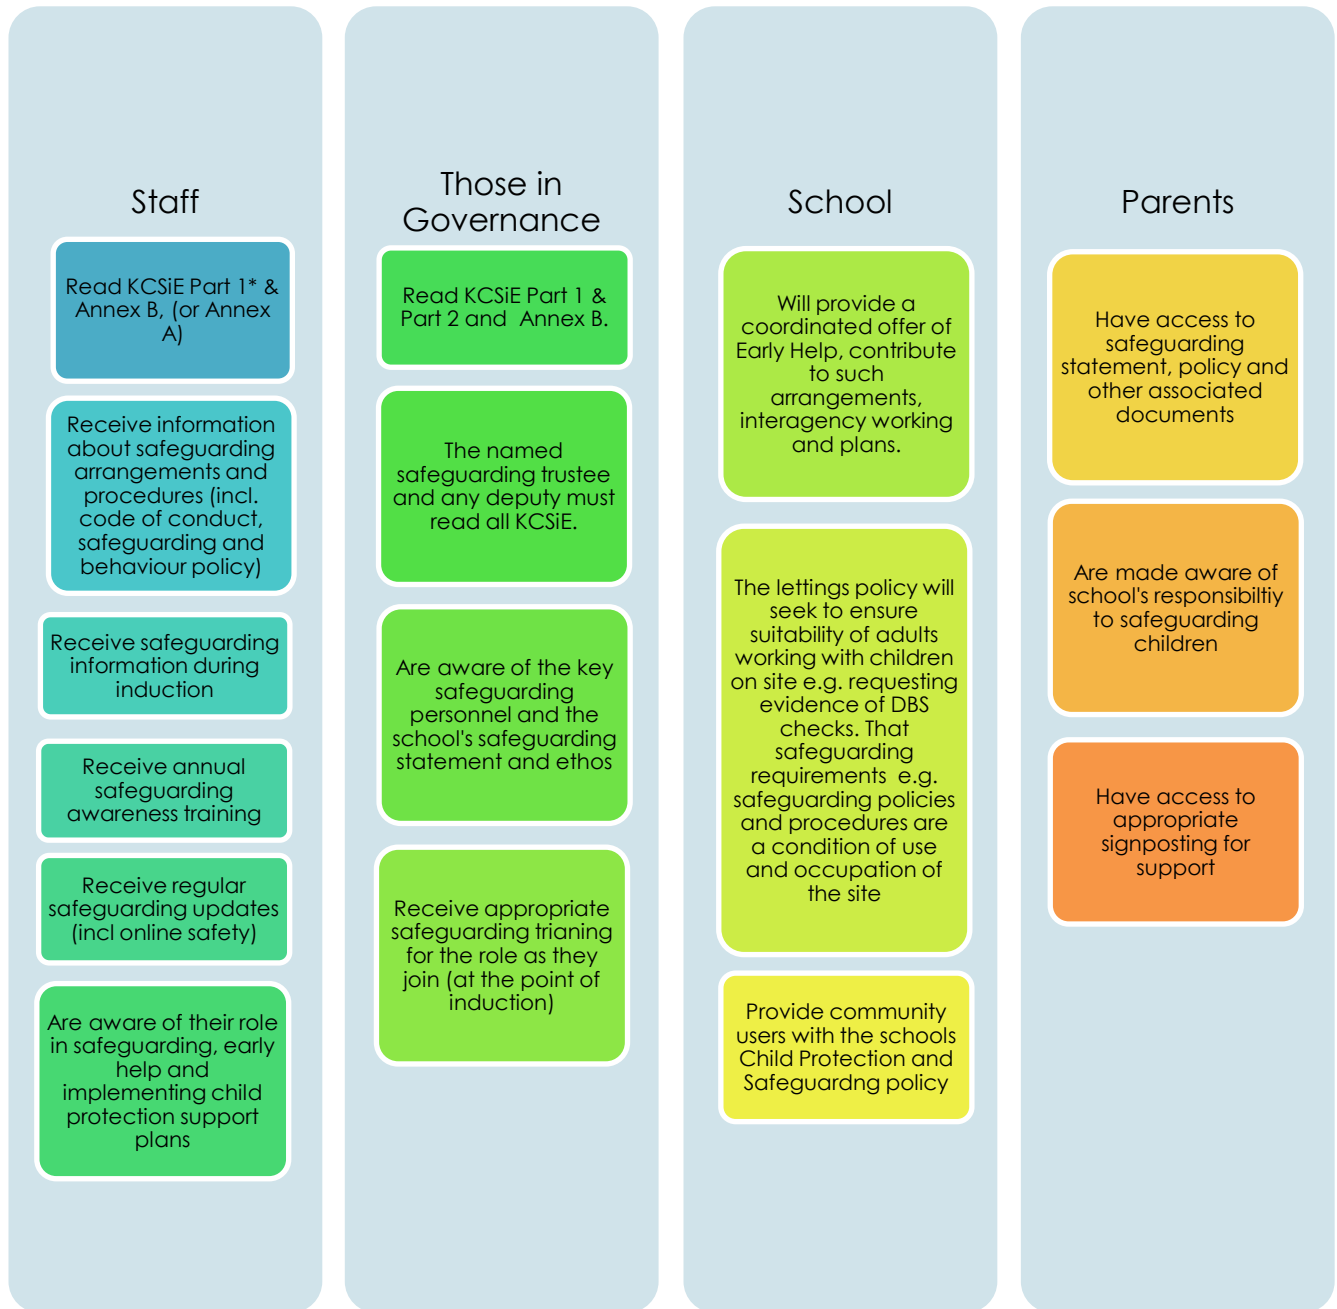 Staff
Read KCSiE Part 1* &
Annex B, (or Annex
A)
Receive information
about safeguarding
arrangements and
procedures (incl.
code of conduct,
safeguarding and
behaviour policy)
Receive safeguarding
information during
induction
Receive annual
safeguarding
awareness training
Receive regular
safeguarding updates
(incl online safety)
Are aware of their role
in safeguarding, early
help and
implementing child
protection support
plans
Those in
Governance
Read KCSiE Part 1 &
Part 2 and  Annex B.
The named
safeguarding trustee
and any deputy must
read all KCSiE.
Are aware of the key
safeguarding
personnel and the
school's safeguarding
statement and ethos
Receive appropriate
safeguarding trianing
for the role as they
join (at the point of
induction)
School
Will provide a
coordinated offer of
Early Help, contribute
to such
arrangements,
interagency working
and plans.
The lettings policy will
seek to ensure
suitability of adults
working with children
on site e.g. requesting
evidence of DBS
checks. That
safeguarding
requirements  e.g.
safeguarding policies
and procedures are
a condition of use
and occupation of
the site
Provide community
users with the schools
Child Protection and
Safeguardng policy
Parents
Have access to
safeguarding
statement, policy and
other associated
documents
Are made aware of
school's responsibiltiy
to safeguarding
children
Have access to
appropriate
signposting for
support